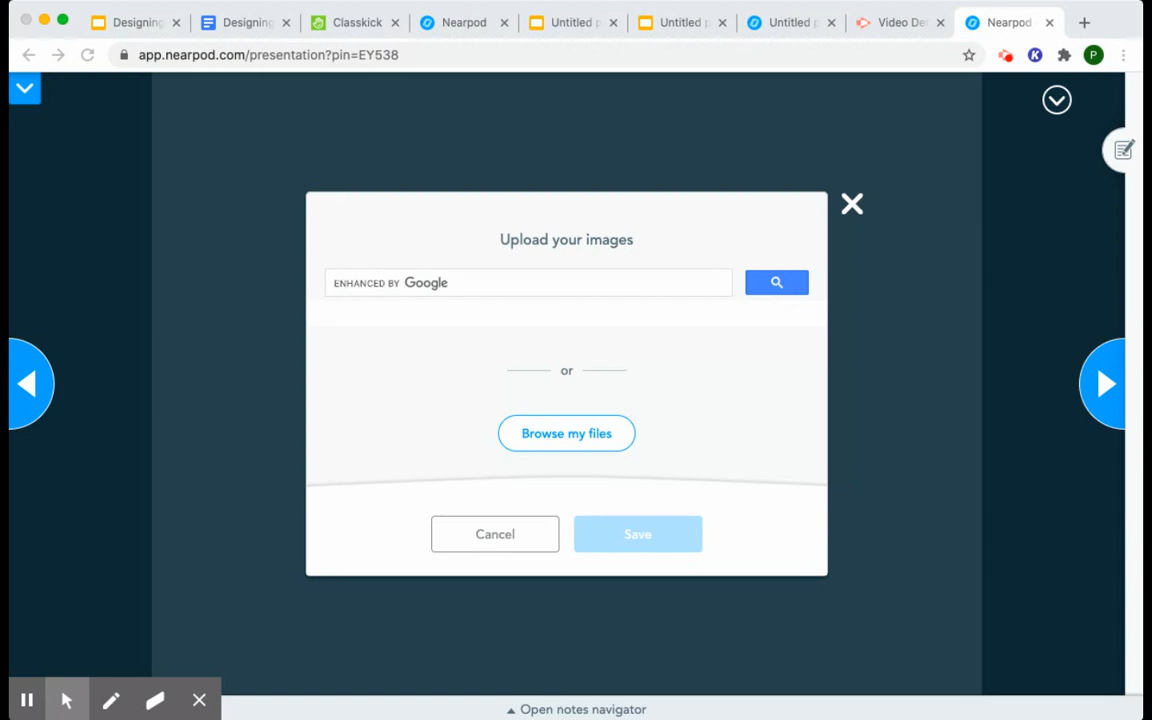 Designing
Designing
Classkick
Nearpod
Untitled p
Untitled p
Untitled p
Video De
Nearpod
app.nearpod.com/presentation?pin=EY538
K
P
Upload your images
ENHANCED BY Google
or
Browse my files
Cancel
Save
Open notes navigator